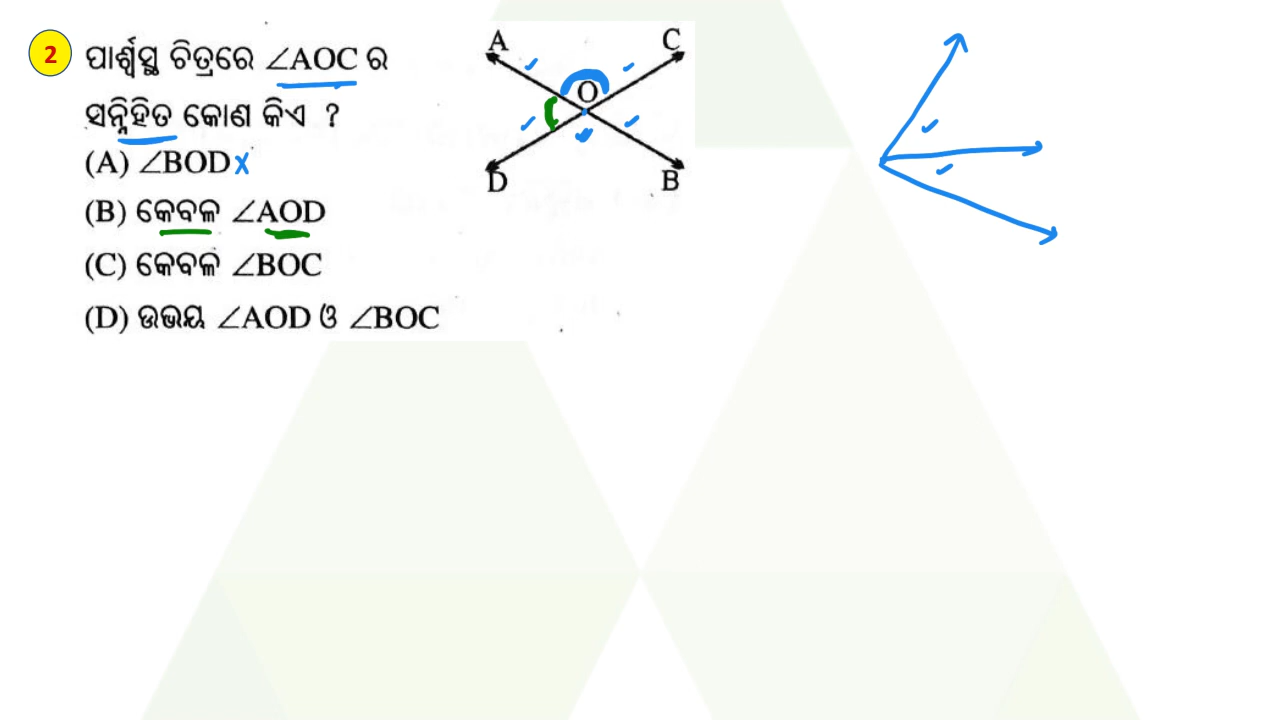 2
ପାର୍ଶ୍ୱସ୍ଥ ଚିତ୍ରରେ ∠AOC ର
ସନ୍ନିହିତ କୋଣ କିଏ ?
(A) ∠BOD x
(B) କେବଳ ∠AOD
(C) କେବଳ ∠BOC
(D) ଉଭୟ ∠AOD ଓ ∠BOC
A C
O
D B